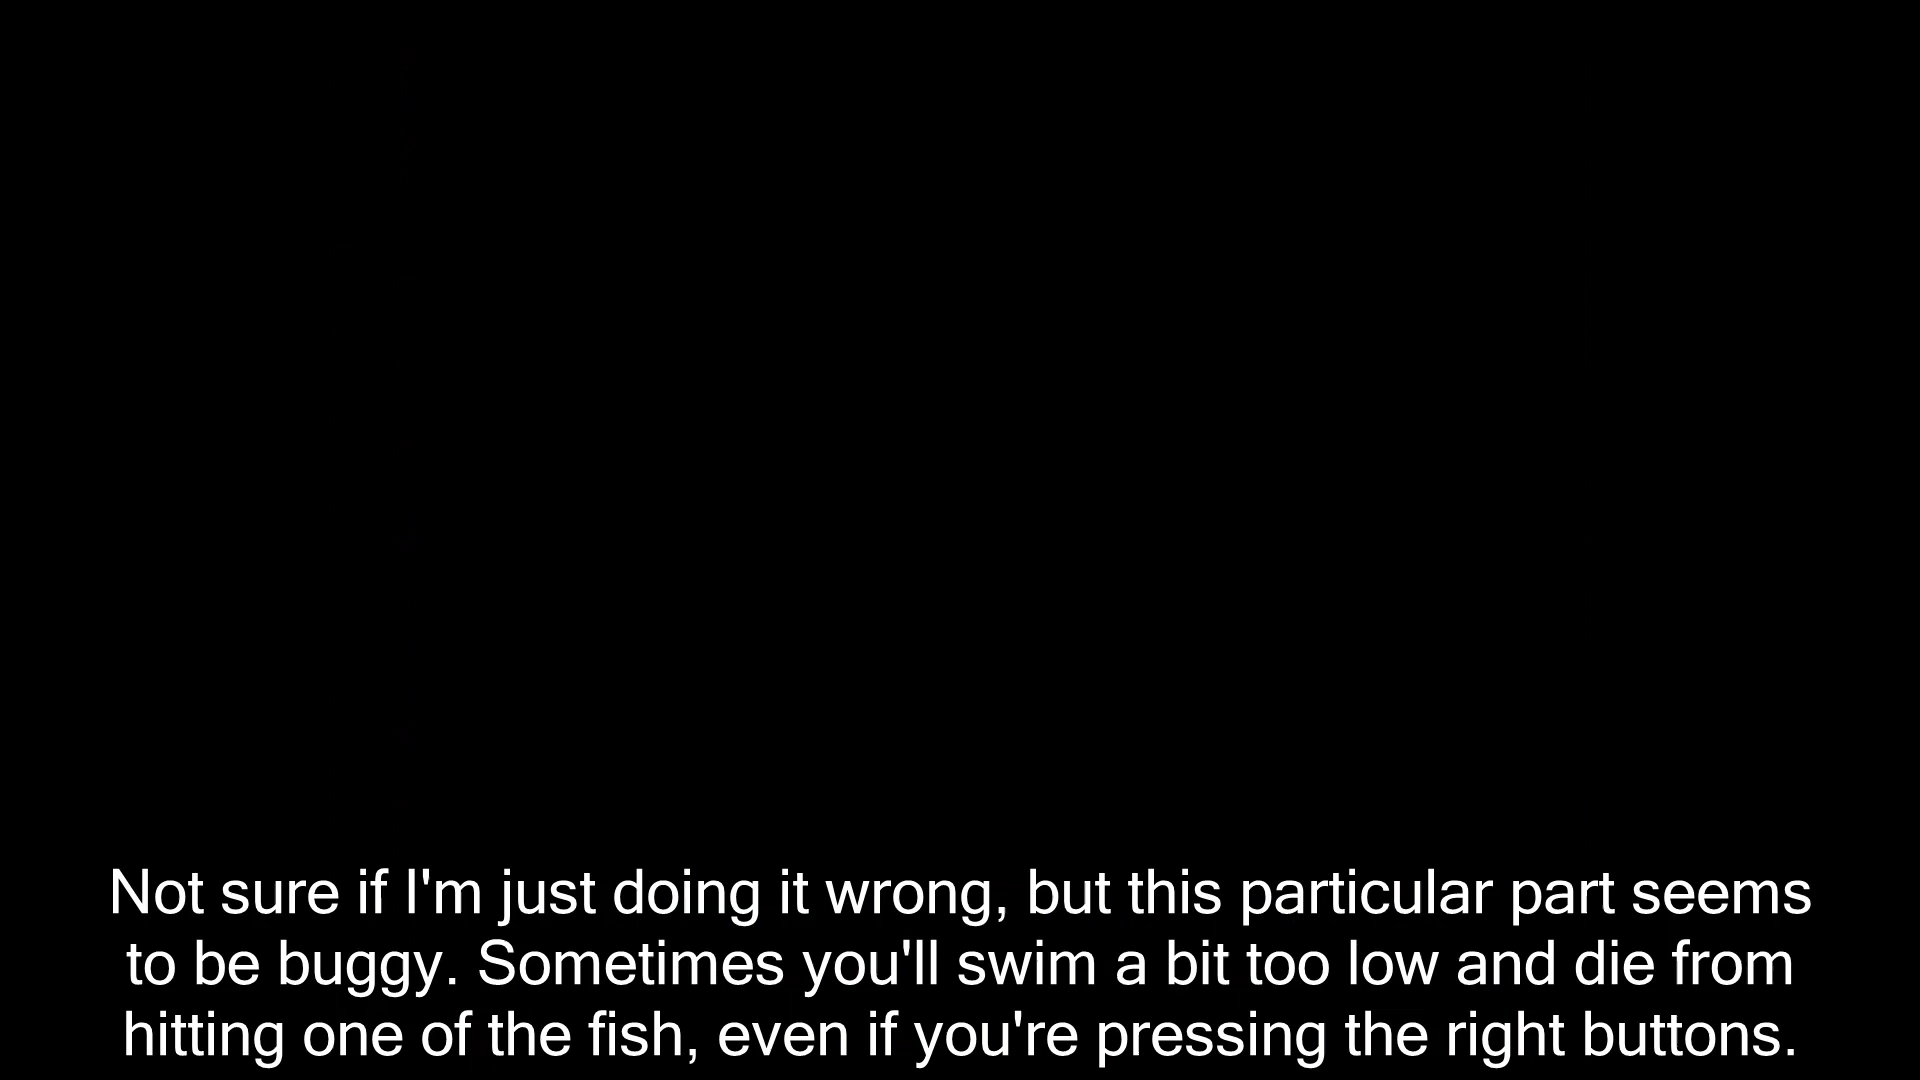 Not sure if I'm just doing it wrong, but this particular part seems
to be buggy. Sometimes you'll swim a bit too low and die from
hitting one of the fish, even if you're pressing the right buttons.